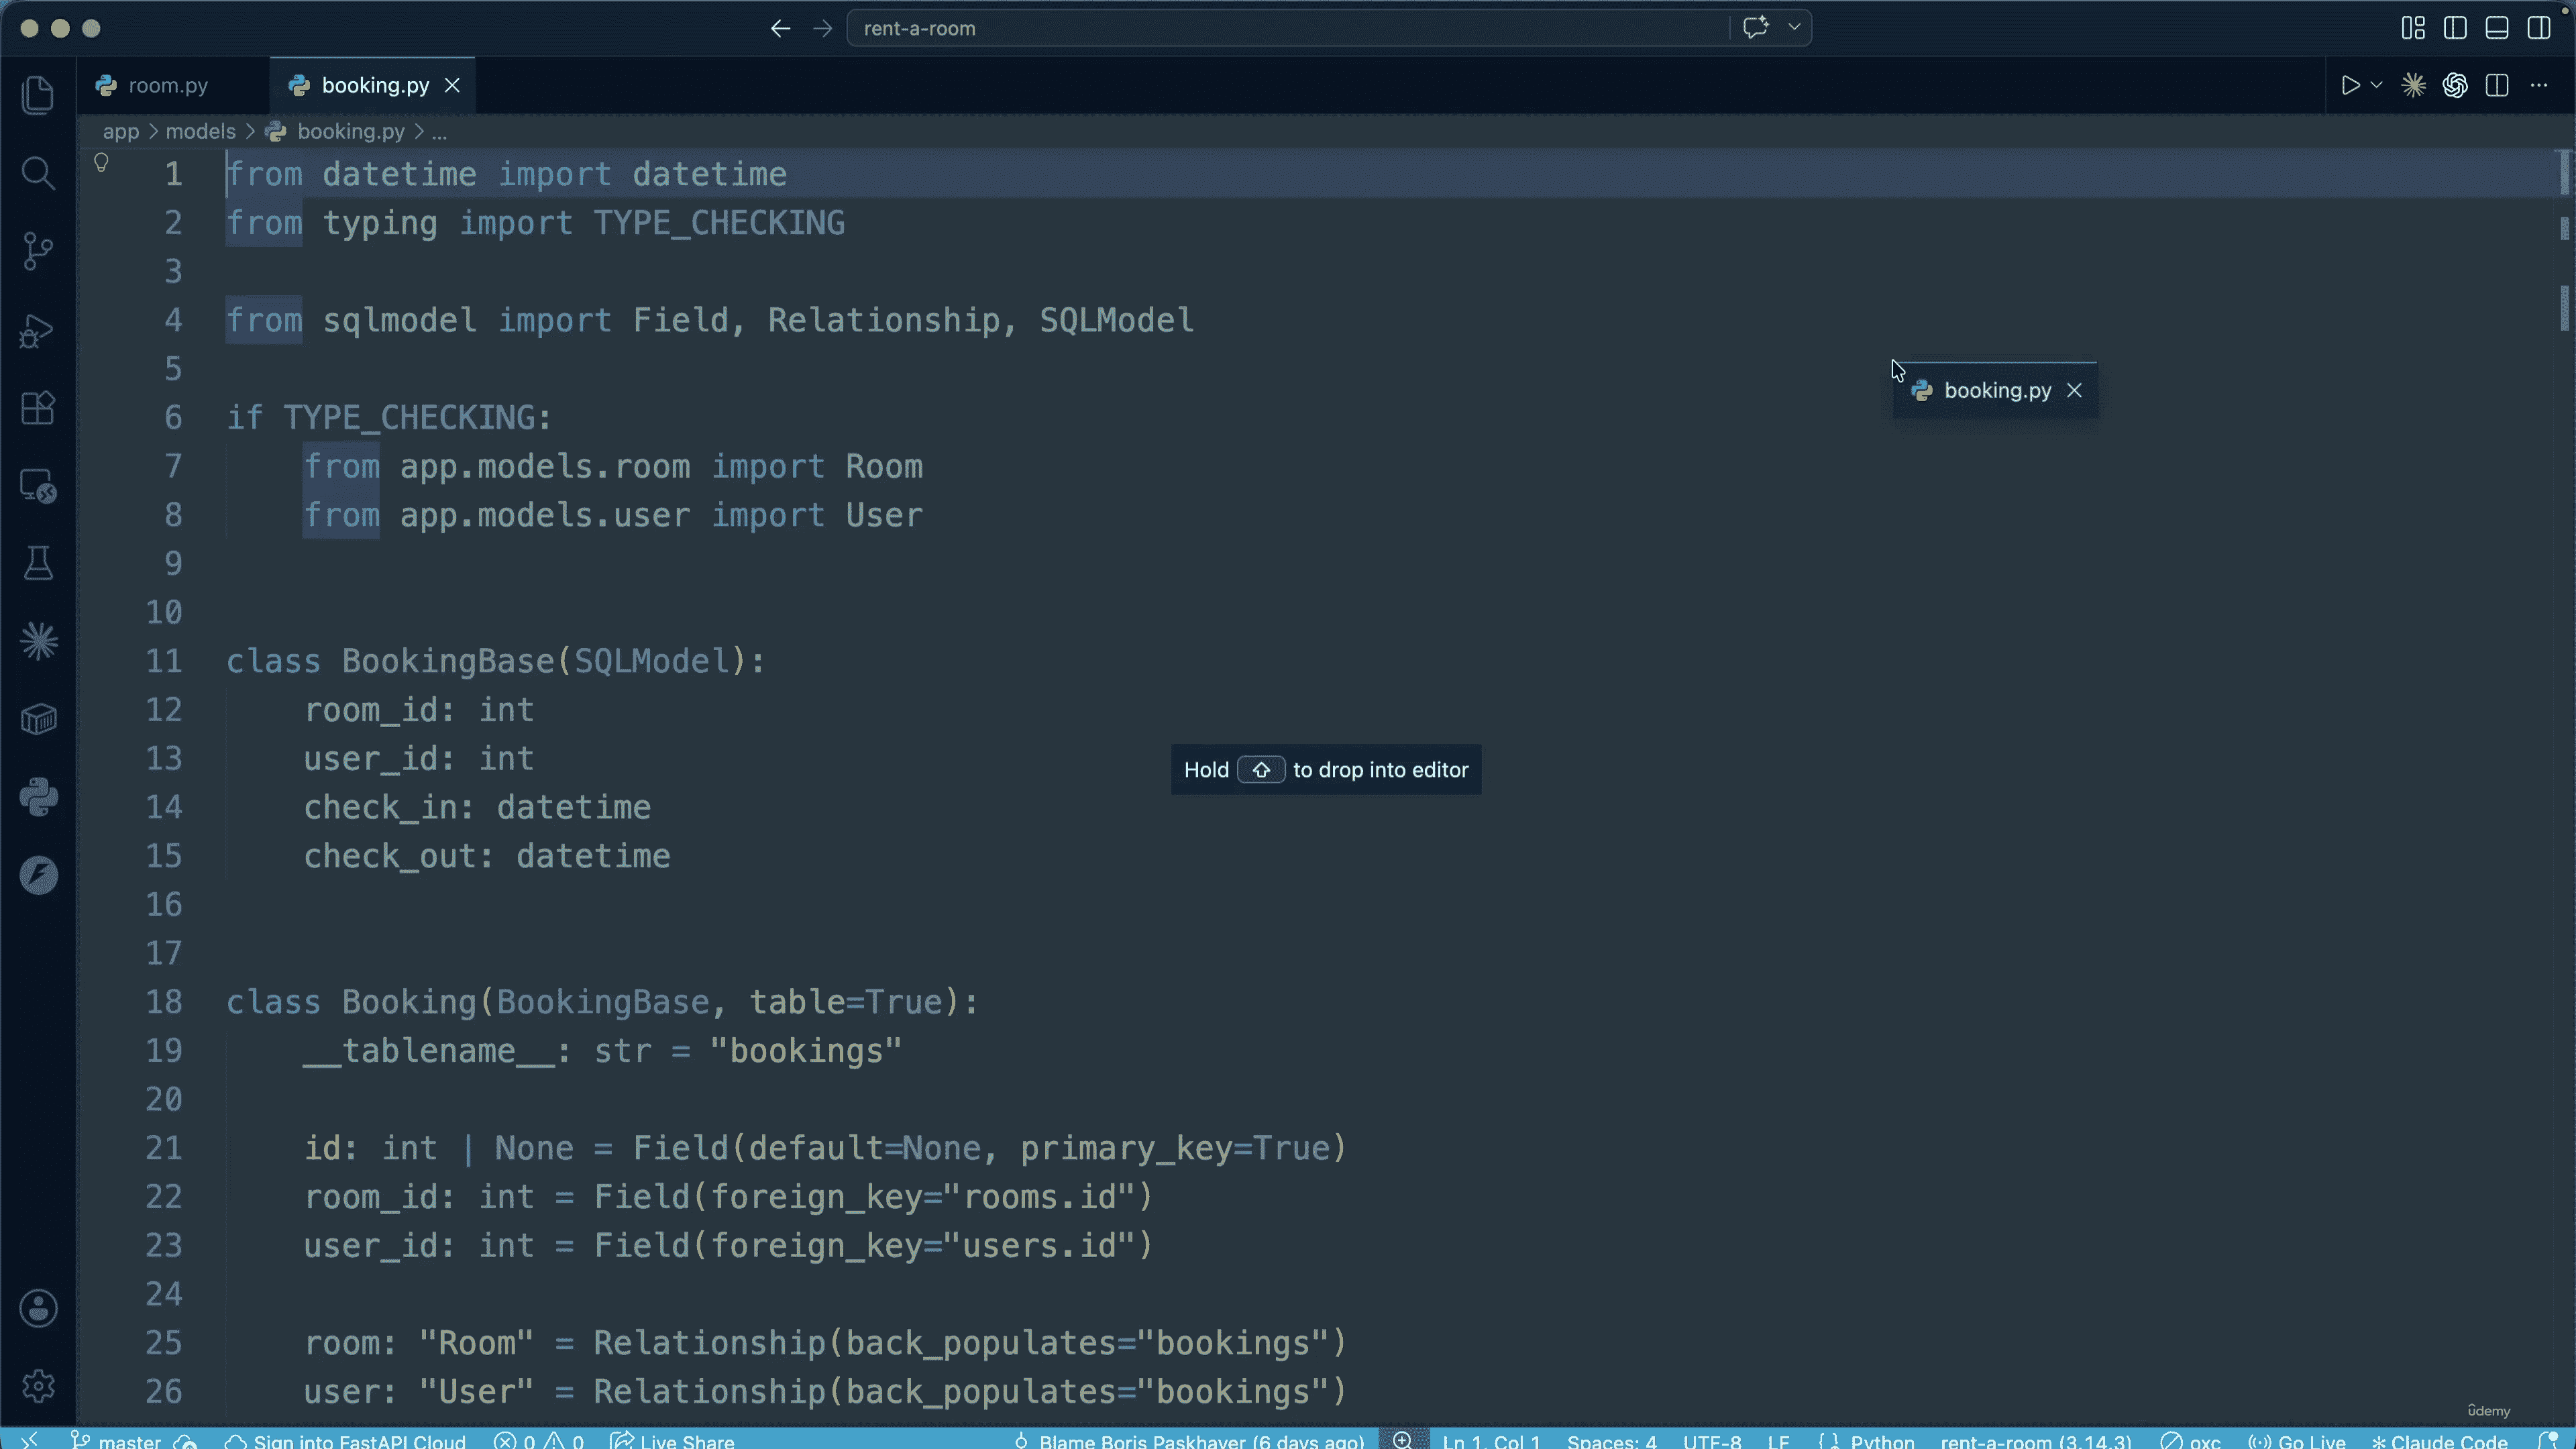 rent-a-room
room.py
booking.py
app > models > booking.py > ...
1 from datetime import datetime
2 from typing import TYPE_CHECKING
3
4 from sqlmodel import Field, Relationship, SQLModel
5
6 if TYPE_CHECKING:
7     from app.models.room import Room
8     from app.models.user import User
9
10
11 class BookingBase(SQLModel):
12     room_id: int
13     user_id: int
14     check_in: datetime
15     check_out: datetime
16
17
18 class Booking(BookingBase, table=True):
19     __tablename__: str = "bookings"
20
21     id: int | None = Field(default=None, primary_key=True)
22     room_id: int = Field(foreign_key="rooms.id")
23     user_id: int = Field(foreign_key="users.id")
24
25     room: "Room" = Relationship(back_populates="bookings")
26     user: "User" = Relationship(back_populates="bookings")
booking.py
Hold ⇧ to drop into editor
ûdemy
master Sign into FastAPI Cloud 0 0 Live Share Blame Boris Paskhaver (6 days ago) Ln 1, Col 1 Spaces: 4 UTF-8 LF { } Python rent-a-room (3.14.3) oxc Go Live Claude Code